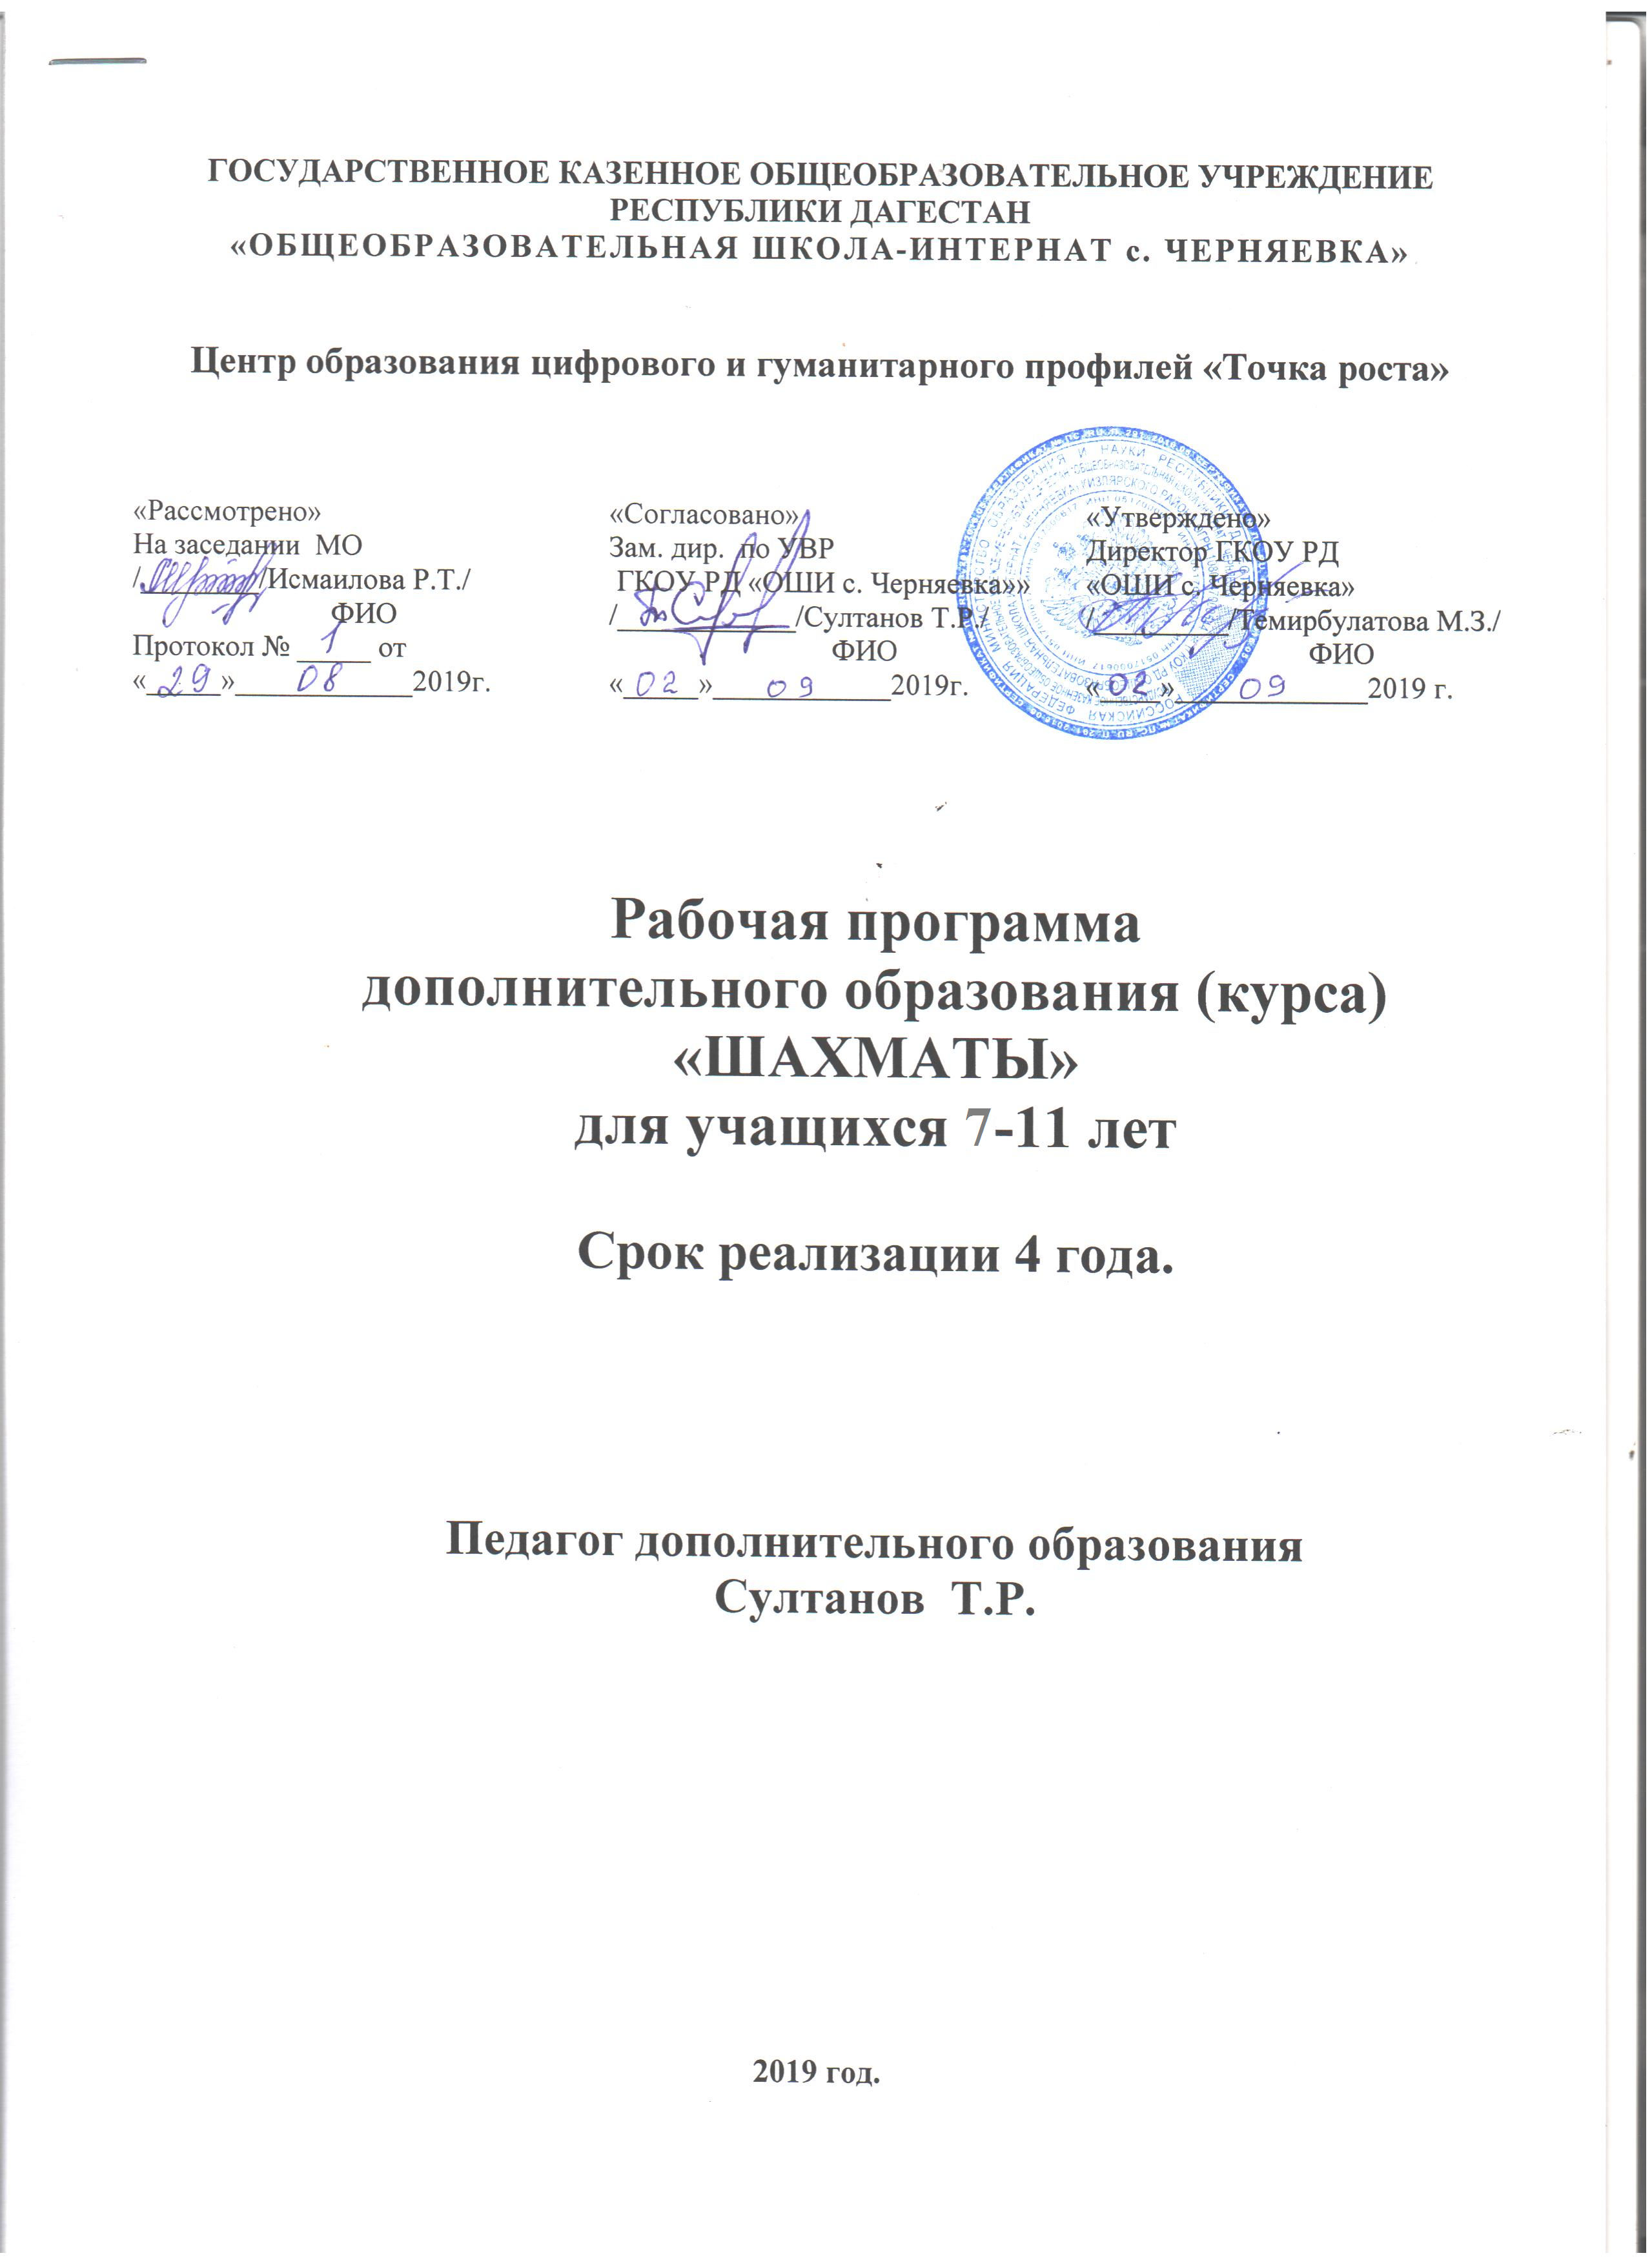 ГОСУДАРСТВЕННОЕ КАЗЕННОЕ ОБЩЕОБРАЗОВАТЕЛЬНОЕ УЧРЕЖДЕНИЕ
РЕСПУБЛИКИ ДАГЕСТАН
«ОБЩЕОБРАЗОВАТЕЛЬНАЯ ШКОЛА-ИНТЕРНАТ с. ЧЕРНЯЕВКА»
Центр образования цифрового и гуманитарного профилей «Точка роста»
«Рассмотрено»
На заседании МО
/________/Исмаилова Р.Т./
ФИО
Протокол № 1 от
«29» 08 2019г.
«Согласовано»
Зам. дир. по УВР
ГКОУ РД «ОШИ с. Черняевка»»
/____________/Султанов Т.Р./
ФИО
«02» 09 2019г.
«Утверждено»
Директор ГКОУ РД
«ОШИ с. Черняевка»
/_________/Темирбулатова М.З./
ФИО
«02» 09 2019 г.
Рабочая программа
дополнительного образования (курса)
«ШАХМАТЫ»
для учащихся 7-11 лет
Срок реализации 4 года.
Педагог дополнительного образования
Султанов Т.Р.
2019 год.